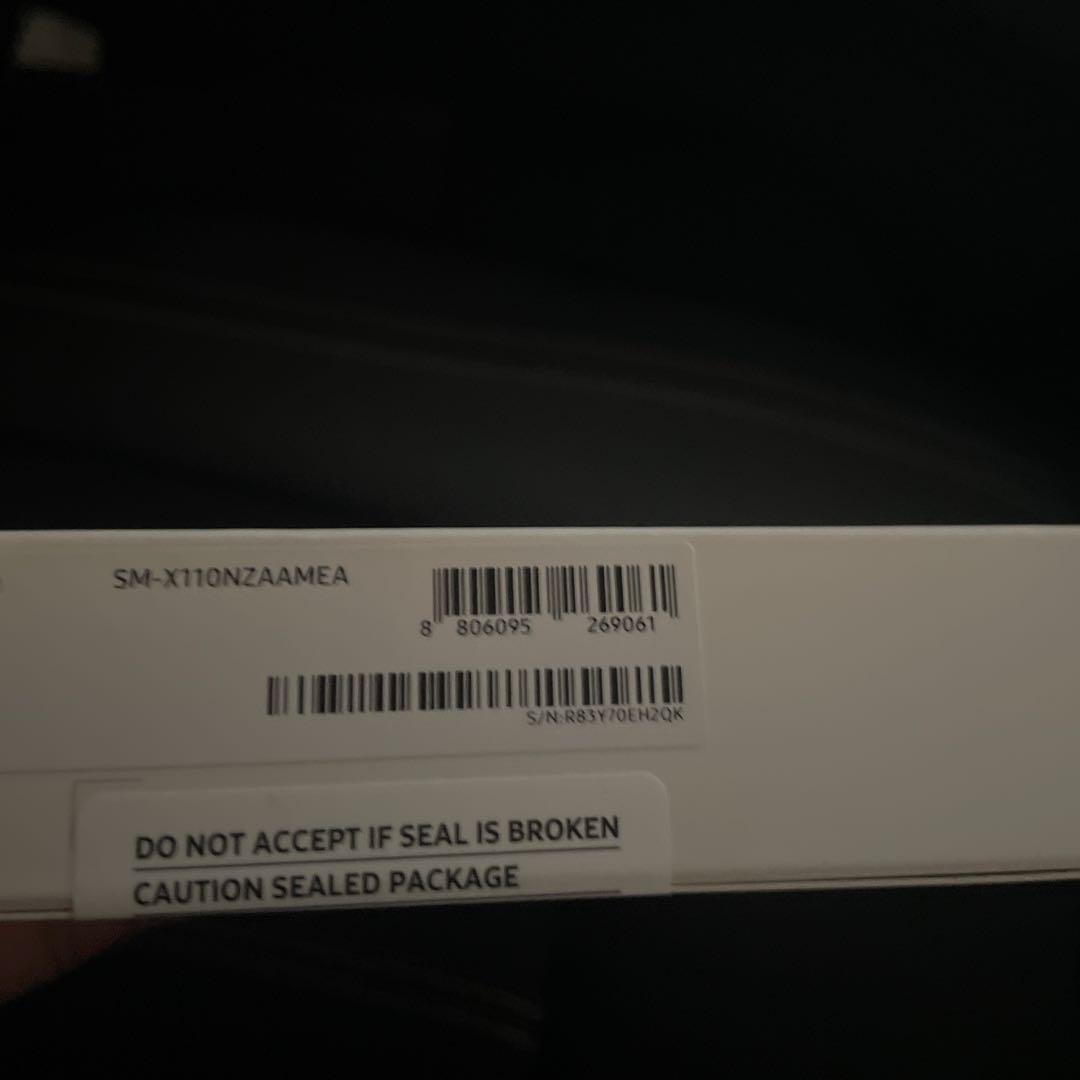 SM-X110NZAAMEA
8 806095 269061
S/N:R83Y70EH2QK
DO NOT ACCEPT IF SEAL IS BROKEN
CAUTION SEALED PACKAGE